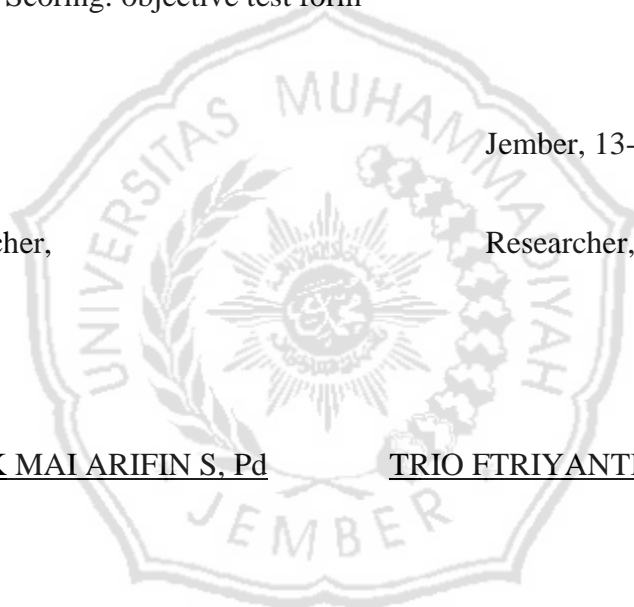 Scoring: objective test form
Jember, 13-
cher,
Researcher,
K MAI ARIFIN S, Pd
TRIO FTRIYANTI
UNIVERSITAS MUHAMMADIYAH
JEMBER